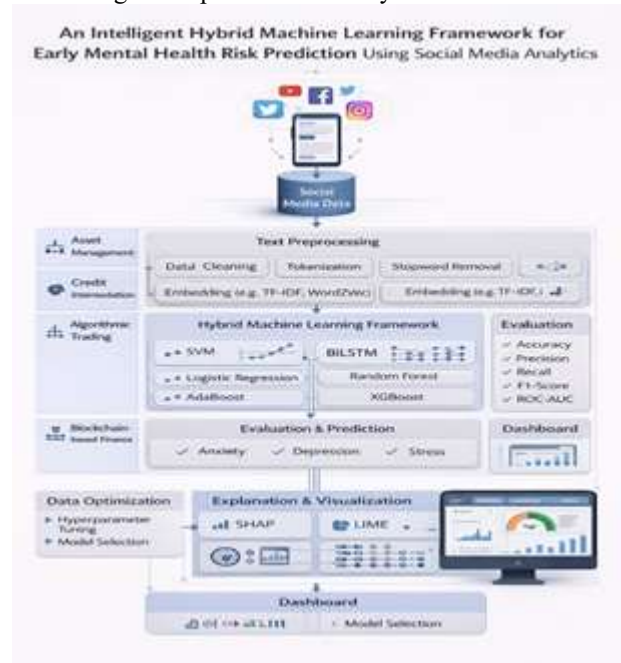 An Intelligent Hybrid Machine Learning Framework for
Early Mental Health Risk Prediction Using Social Media Analytics
Social
Media Data
Asset
Management
Credit
Algorithmic
Trading
Blockchain
based Finance
Text Preprocessing
Data Cleaning
Tokenization
Stopword Removal
Embedding (e.g. TF-IDF, Word2Vec)
Embedding (e.g. TF-IDF,
Hybrid Machine Learning Framework
SVM
BiLSTM
Logistic Regression
Random Forest
AdaBoost
XGBoost
Evaluation
✓ Accuracy
✓ Precision
✓ Recall
✓ F1-Score
✓ ROC-AUC
Evaluation & Prediction
✓ Anxiety
✓ Depression
✓ Stress
Dashboard
Data Optimization
Hyperparameter
Tuning
Model Selection
Explanation & Visualization
SHAP
LIME
Dashboard
Model Selection